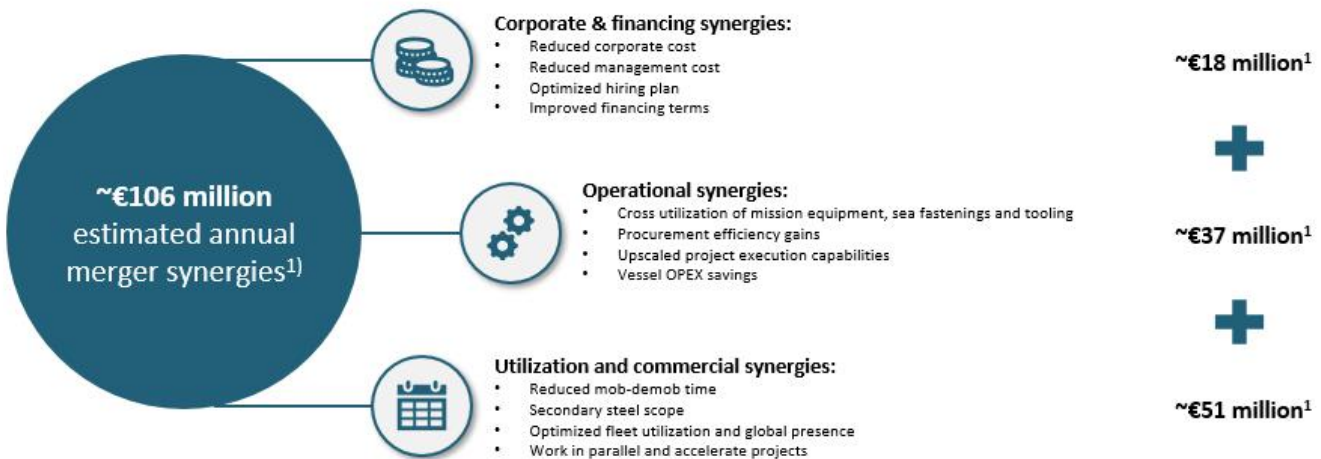 ~€106 million
estimated annual
merger synergies1)
Corporate & financing synergies:
• Reduced corporate cost
• Reduced management cost
• Optimized hiring plan
• Improved financing terms
~€18 million1
Operational synergies:
• Cross utilization of mission equipment, sea fastenings and tooling
• Procurement efficiency gains
• Upscaled project execution capabilities
• Vessel OPEX savings
~€37 million1
Utilization and commercial synergies:
• Reduced mob-demob time
• Secondary steel scope
• Optimized fleet utilization and global presence
• Work in parallel and accelerate projects
~€51 million1